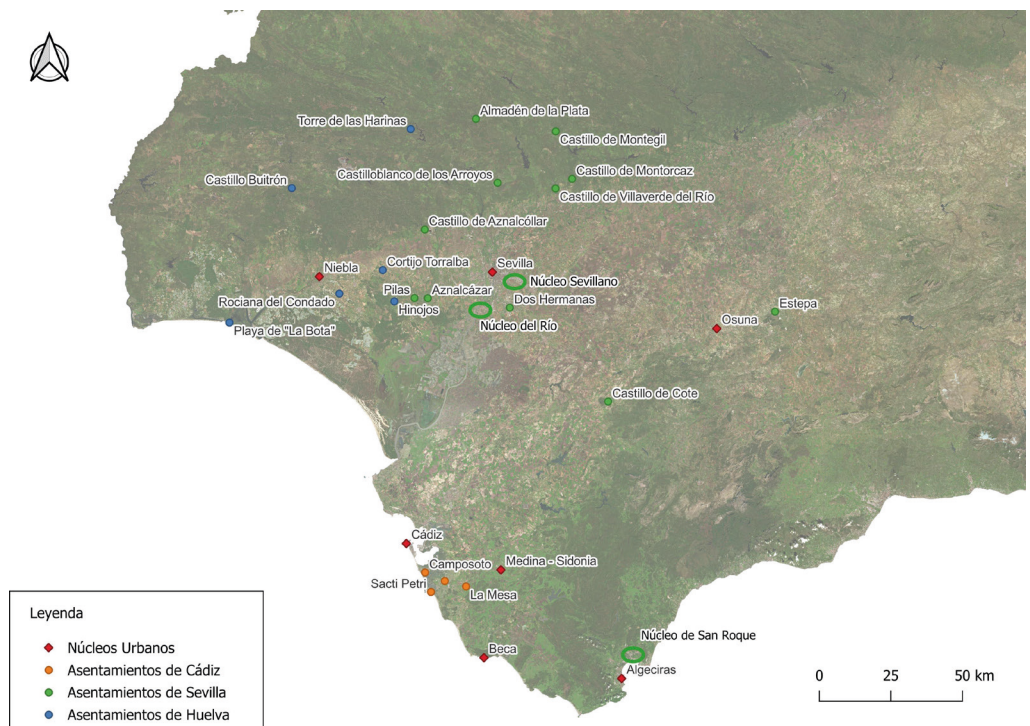 Almadén de la Plata
Torre de las Harinas
Castillo de Montegil
Castilloblanco de los Arroyos
Castillo de Montorcaz
Castillo Buitrón
Castillo de Villaverde del Río
Castillo de Aznalcóllar
Niebla
Cortijo Torralba
Sevilla
Núcleo Sevillano
Rociana del Condado
Pilas
Aznalcázar
Hinojos
Dos Hermanas
Estepa
Playa de "La Bota"
Núcleo del Río
Osuna
Castillo de Cote
Cádiz
Camposoto
Medina - Sidonia
Sacti Petri
La Mesa
Núcleo de San Roque
Beca
Algeciras
Leyenda
Núcleos Urbanos
Asentamientos de Cádiz
Asentamientos de Sevilla
Asentamientos de Huelva
0 25 50 km